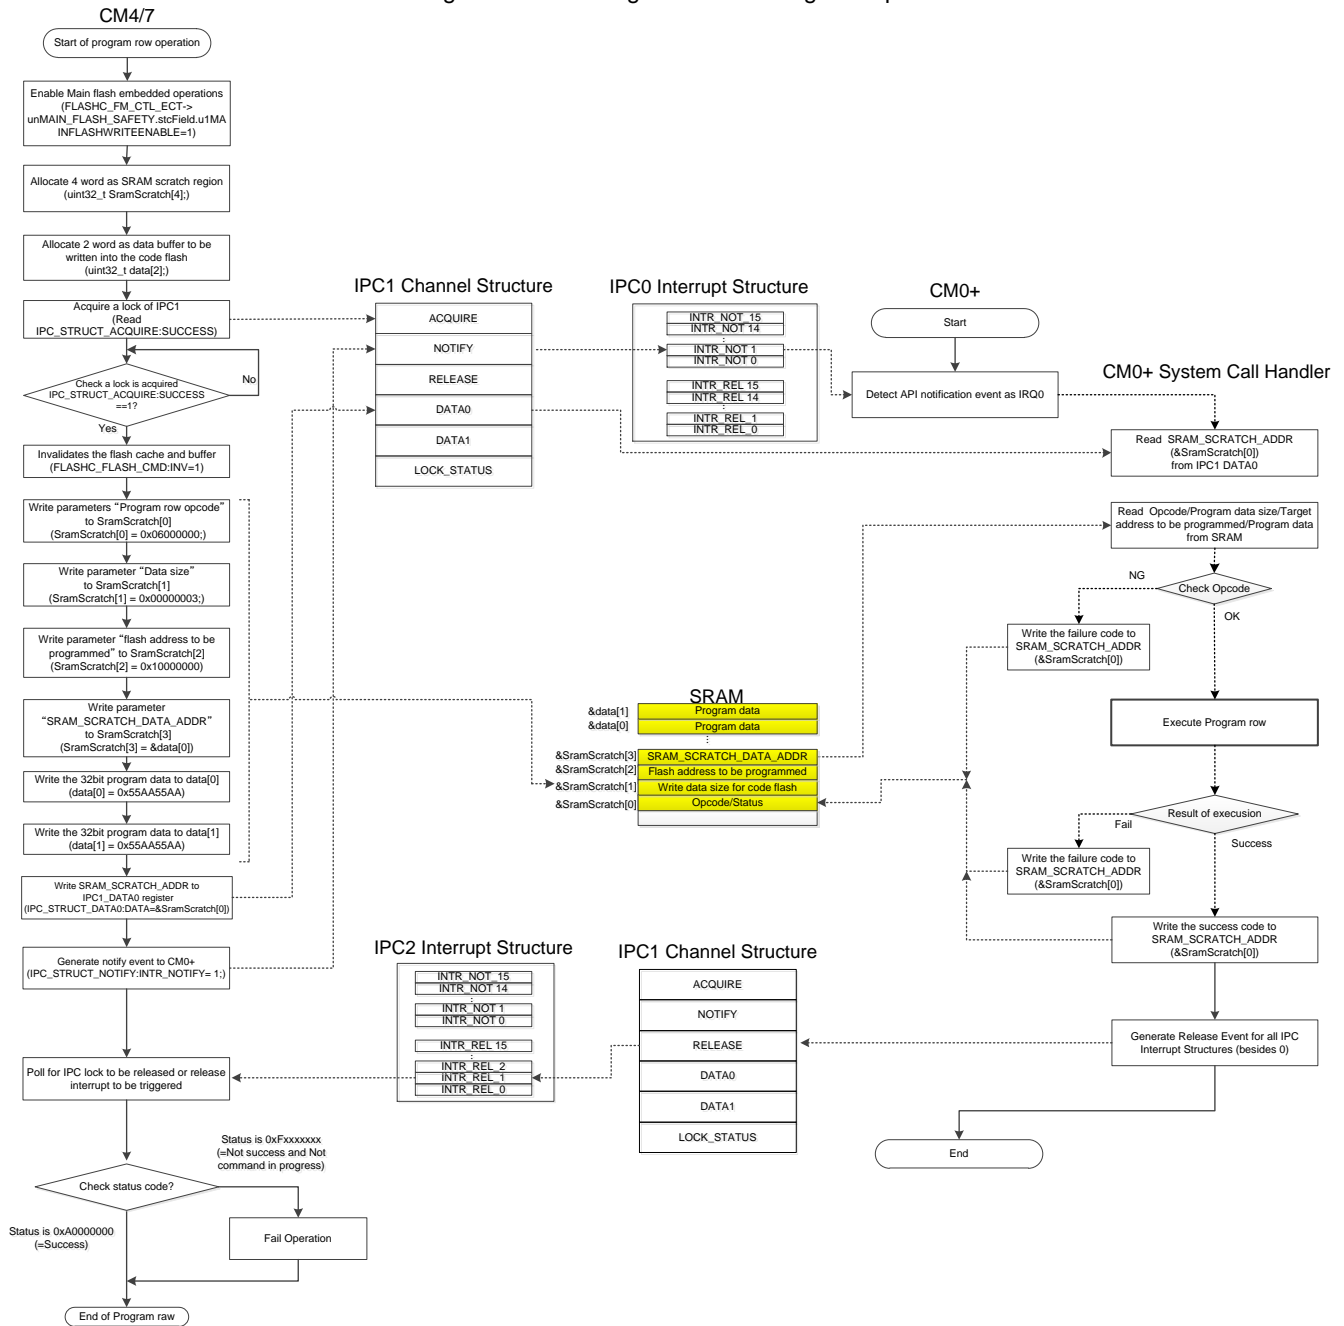 CM4/7
Start of program row operation
Enable Main flash embedded operations
(FLASHC_FM_CTL_ECT->
unMAIN_FLASH_SAFETY.stcField.u1MA
INFLASHWRITEENABLE=1)
Allocate 4 word as SRAM scratch region
(uint32_t SramScratch[4];)
Allocate 2 word as data buffer to be
written into the code flash
(uint32_t data[2];)
Acquire a lock of IPC1
(Read
IPC_STRUCT_ACQUIRE:SUCCESS)
Check a lock is acquired
IPC_STRUCT_ACQUIRE:SUCCESS
==1?
No
Yes
Invalidates the flash cache and buffer
(FLASHC_FLASH_CMD:INV=1)
Write parameters “Program row opcode”
to SramScratch[0]
(SramScratch[0] = 0x06000000;)
Write parameter “Data size”
to SramScratch[1]
(SramScratch[1] = 0x00000003;)
Write parameter “flash address to be
programmed” to SramScratch[2]
(SramScratch[2] = 0x10000000)
Write parameter
“SRAM_SCRATCH_DATA_ADDR”
to SramScratch[3]
(SramScratch[3] = &data[0])
Write the 32bit program data to data[0]
(data[0] = 0x55AA55AA)
Write the 32bit program data to data[1]
(data[1] = 0x55AA55AA)
Write SRAM_SCRATCH_ADDR to
IPC1_DATA0 register
(IPC_STRUCT_DATA0:DATA=&SramScratch[0])
Generate notify event to CM0+
(IPC_STRUCT_NOTIFY:INTR_NOTIFY= 1;)
Poll for IPC lock to be released or release
interrupt to be triggered
Status is 0xFxxxxxxx
(=Not success and Not
command in progress)
Check status code?
Status is 0xA0000000
(=Success)
Fail Operation
End of Program raw
IPC1 Channel Structure
ACQUIRE
NOTIFY
RELEASE
DATA0
DATA1
LOCK_STATUS
IPC0 Interrupt Structure
INTR_NOT_15
INTR_NOT 14
:
INTR_NOT 1
INTR_NOT 0
INTR_REL 15
INTR_REL 14
:
INTR_REL_1
INTR_REL_0
CM0+
Start
Detect API notification event as IRQ0
CM0+ System Call Handler
Read SRAM_SCRATCH_ADDR
(&SramScratch[0])
from IPC1 DATA0
Read Opcode/Program data size/Target
address to be programmed/Program data
from SRAM
NG
Check Opcode
OK
Write the failure code to
SRAM_SCRATCH_ADDR
(&SramScratch[0])
Execute Program row
Result of execusion
Fail
Success
Write the failure code to
SRAM_SCRATCH_ADDR
(&SramScratch[0])
Write the success code to
SRAM_SCRATCH_ADDR
(&SramScratch[0])
Generate Release Event for all IPC
Interrupt Structures (besides 0)
End
SRAM
&data[1] Program data
&data[0] Program data
:
&SramScratch[3] SRAM_SCRATCH_DATA_ADDR
&SramScratch[2] Flash address to be programmed
&SramScratch[1] Write data size for code flash
&SramScratch[0] Opcode/Status
IPC2 Interrupt Structure
INTR_NOT_15
INTR_NOT 14
:
INTR_NOT 1
INTR_NOT 0
INTR_REL 15
:
INTR_REL_2
INTR_REL_1
INTR_REL_0
IPC1 Channel Structure
ACQUIRE
NOTIFY
RELEASE
DATA0
DATA1
LOCK_STATUS